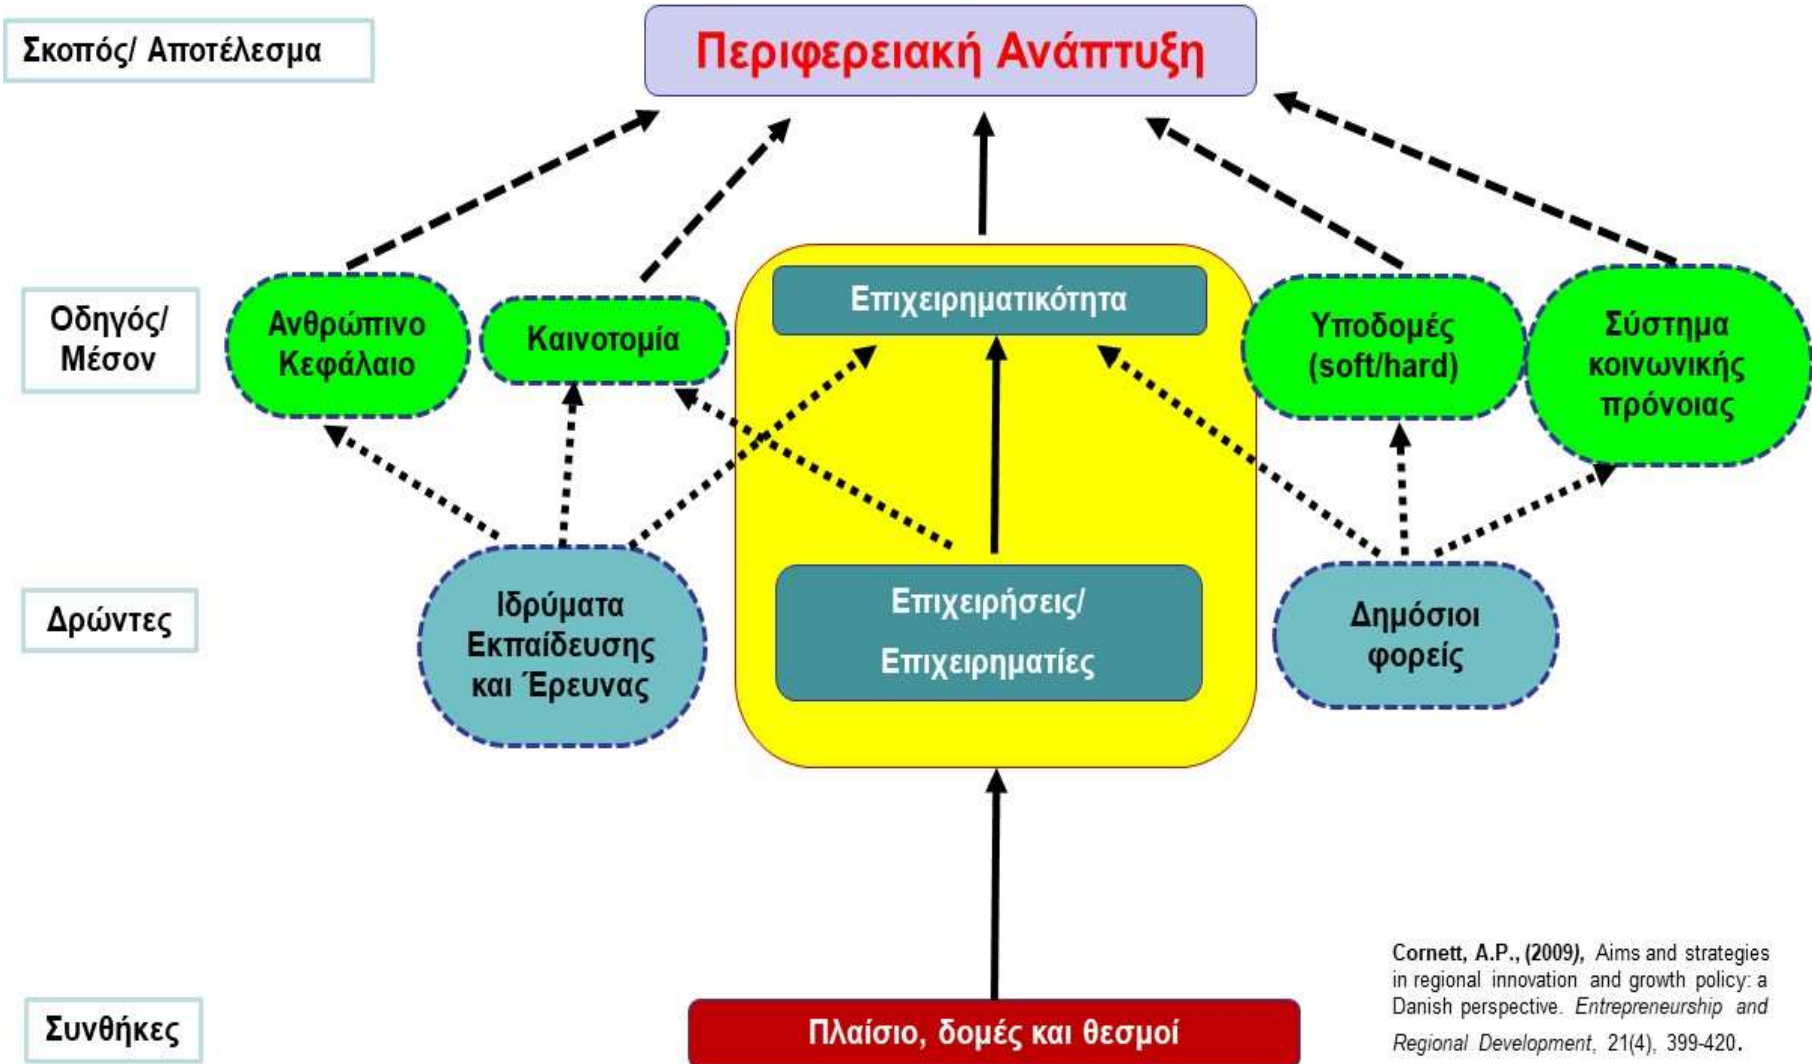 Σκοπός/ Αποτέλεσμα
Περιφερειακή Ανάπτυξη
Οδηγός/
Μέσον
Ανθρώπινο
Κεφάλαιο
Καινοτομία
Επιχειρηματικότητα
Υποδομές
(soft/hard)
Σύστημα
κοινωνικής
πρόνοιας
Δρώντες
Ιδρύματα
Εκπαίδευσης
και Έρευνας
Επιχειρήσεις/
Επιχειρηματίες
Δημόσιοι
φορείς
Συνθήκες
Πλαίσιο, δομές και θεσμοί
Cornett, A.P., (2009), Aims and strategies
in regional innovation and growth policy: a
Danish perspective. Entrepreneurship and
Regional Development, 21(4), 399-420.